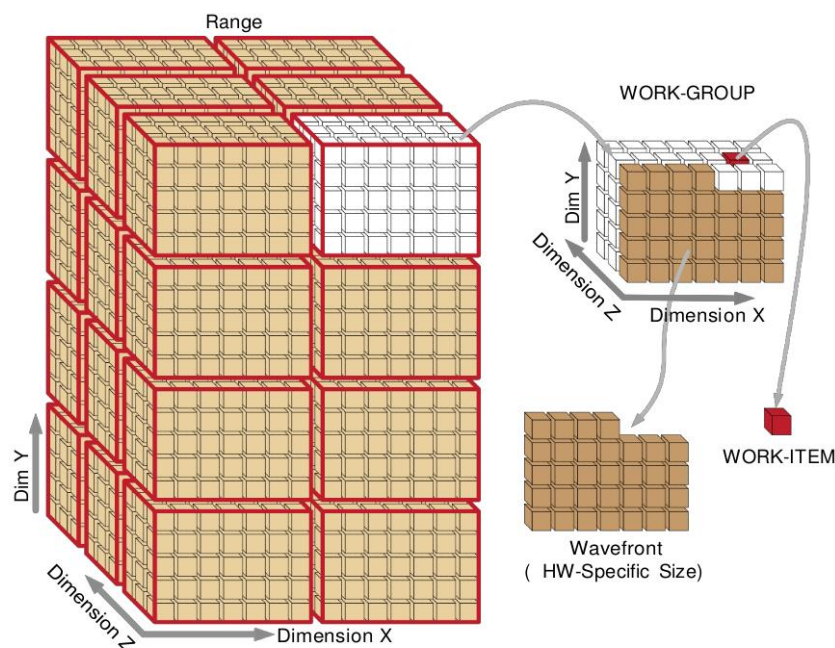 Range
WORK-GROUP
Dim Y
Dimension Z
Dimension X
WORK-ITEM
Wavefront
( HW-Specific Size)
Dim Y
Dimension Z
Dimension X